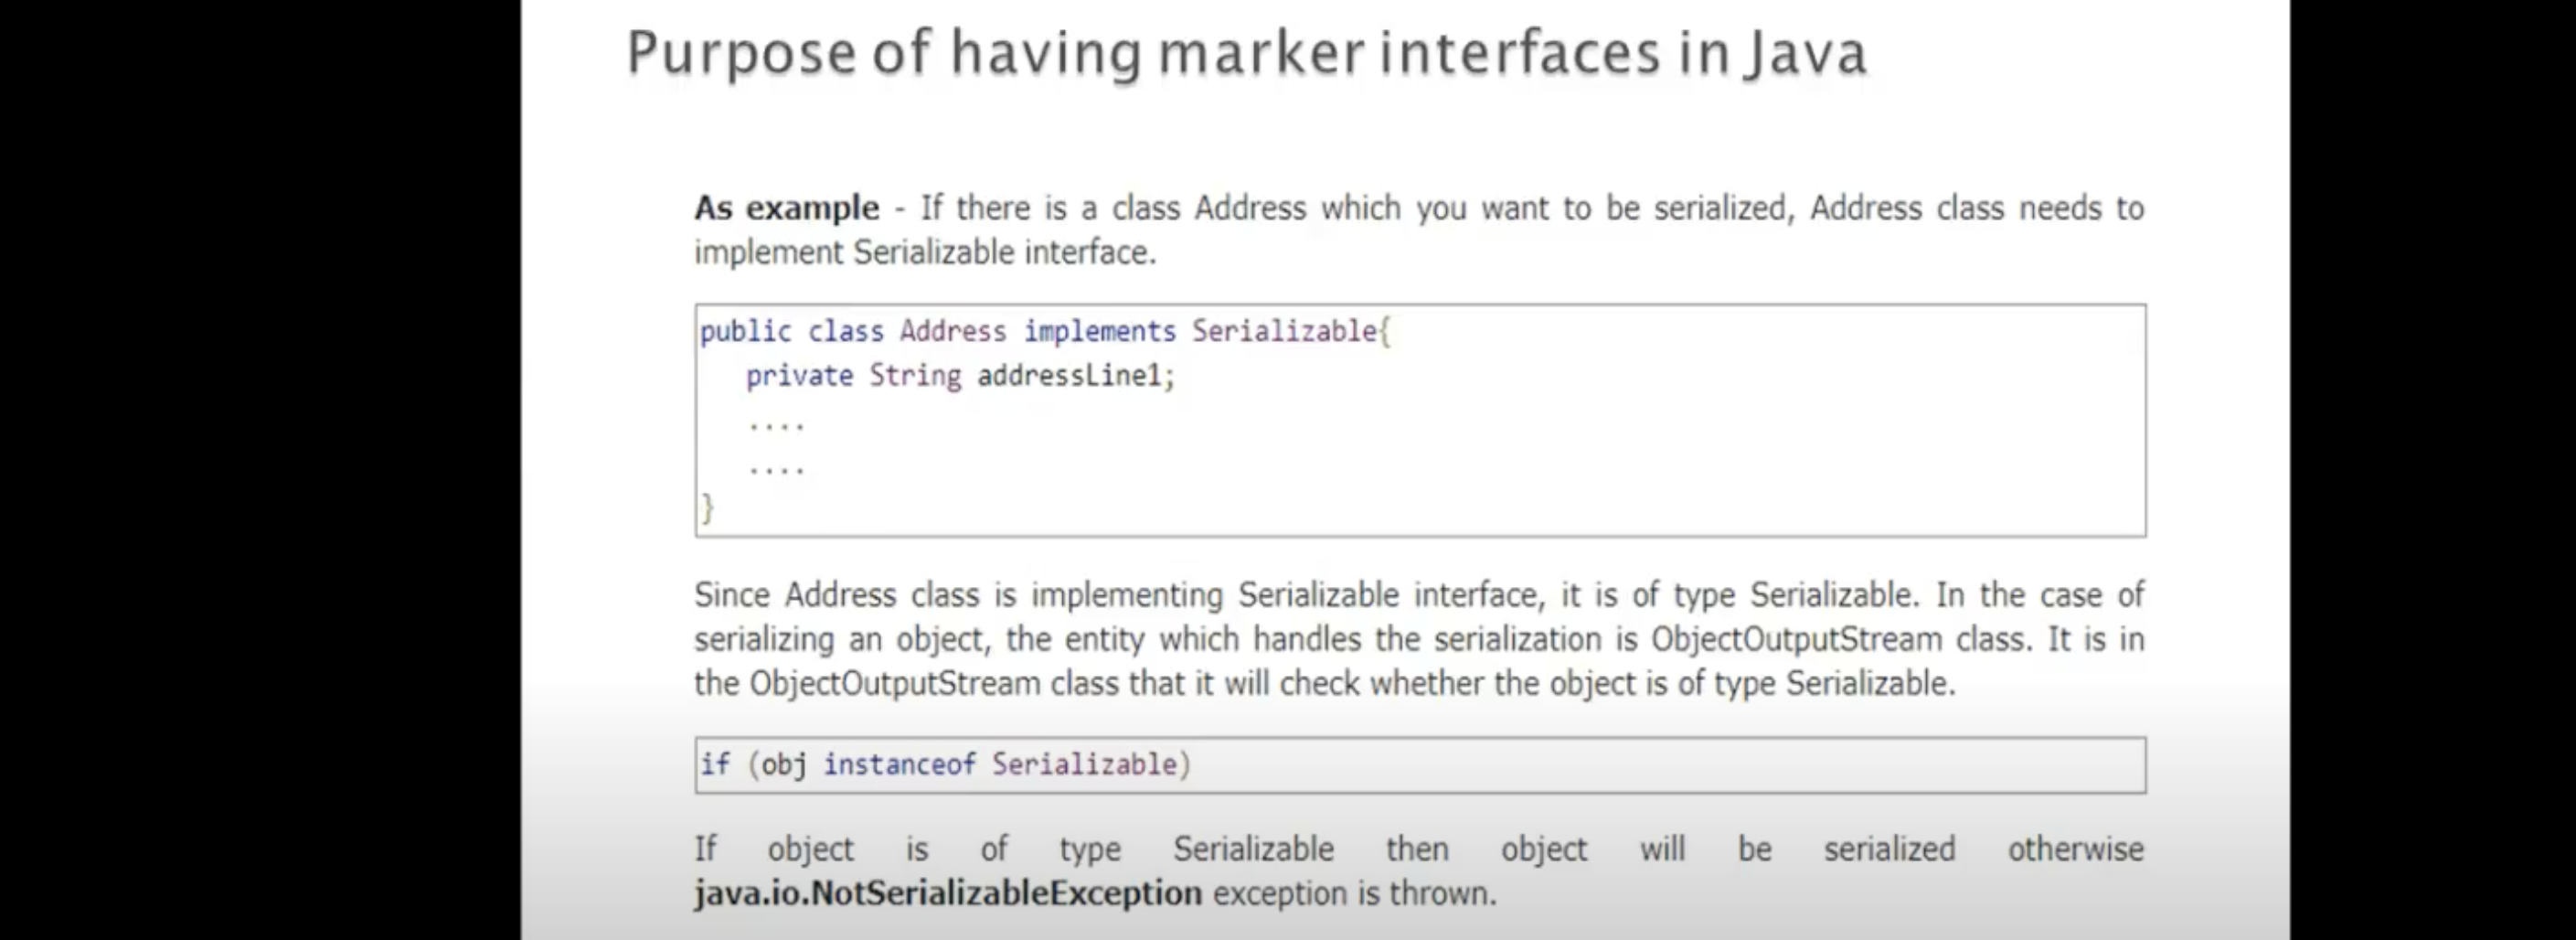 Purpose of having marker interfaces in Java
As example - If there is a class Address which you want to be serialized, Address class needs to
implement Serializable interface.
public class Address implements Serializable{
private String addressLine1;
....
....
}
Since Address class is implementing Serializable interface, it is of type Serializable. In the case of
serializing an object, the entity which handles the serialization is ObjectOutputStream class. It is in
the ObjectOutputStream class that it will check whether the object is of type Serializable.
if (obj instanceof Serializable)
If object is of type Serializable then object will be serialized otherwise
java.io.NotSerializableException exception is thrown.